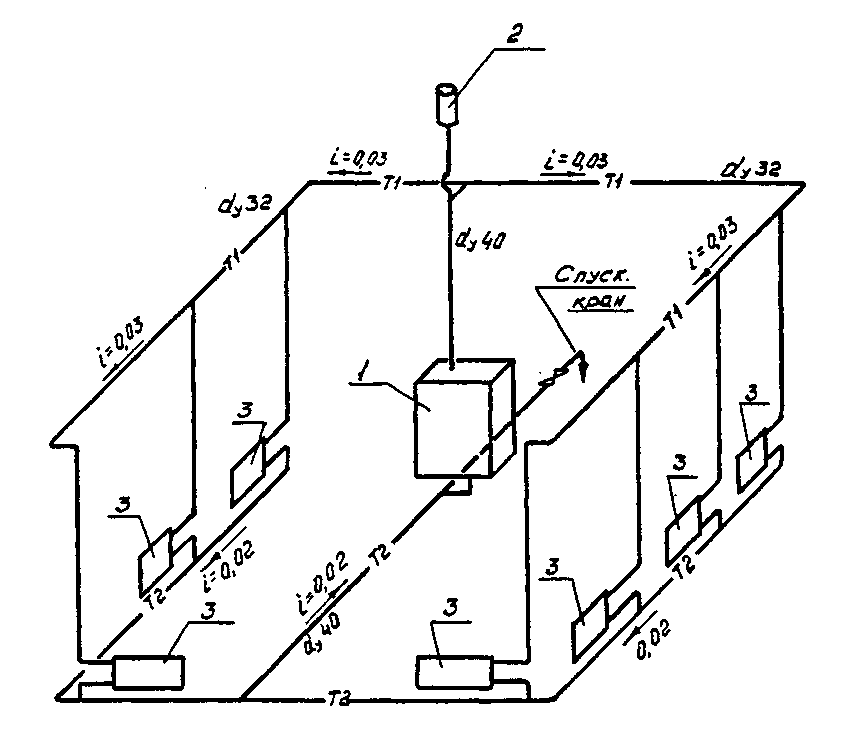 2
i=0,03
i=0,03
T1
T1
dу32
dу32
dу40
T1
i=0,03
Спуск.
кран
T1
i=0,03
1
3
3
3
3
i=0,02
T2
T2
i=0,02
dу40
3
T2
0,02
3
3
T2